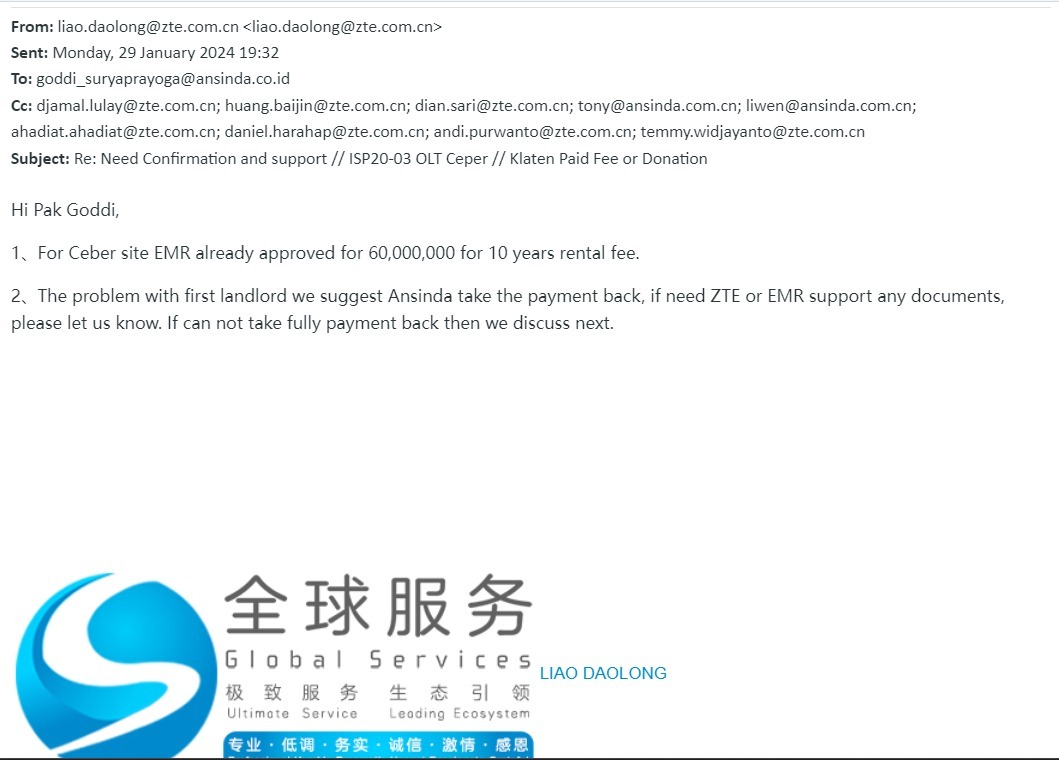 From: liao.daolong@zte.com.cn <liao.daolong@zte.com.cn>
Sent: Monday, 29 January 2024 19:32
To: goddi_suryaprayoga@ansinda.co.id
Cc: djamal.lulay@zte.com.cn; huang.baijin@zte.com.cn; dian.sari@zte.com.cn; tony@ansinda.com.cn; liwen@ansinda.com.cn;
ahadiat.ahadiat@zte.com.cn; daniel.harahap@zte.com.cn; andi.purwanto@zte.com.cn; temmy.widjayanto@zte.com.cn
Subject: Re: Need Confirmation and support // ISP20-03 OLT Ceper // Klaten Paid Fee or Donation
Hi Pak Goddi,
1、For Ceber site EMR already approved for 60,000,000 for 10 years rental fee.
2、The problem with first landlord we suggest Ansinda take the payment back, if need ZTE or EMR support any documents,
please let us know. If can not take fully payment back then we discuss next.
全球服务
Global Services
LIAO DAOLONG
极致服务 生态引领
Ultimate Service Leading Ecosystem
专业·低调·务实·诚信·激情·感恩